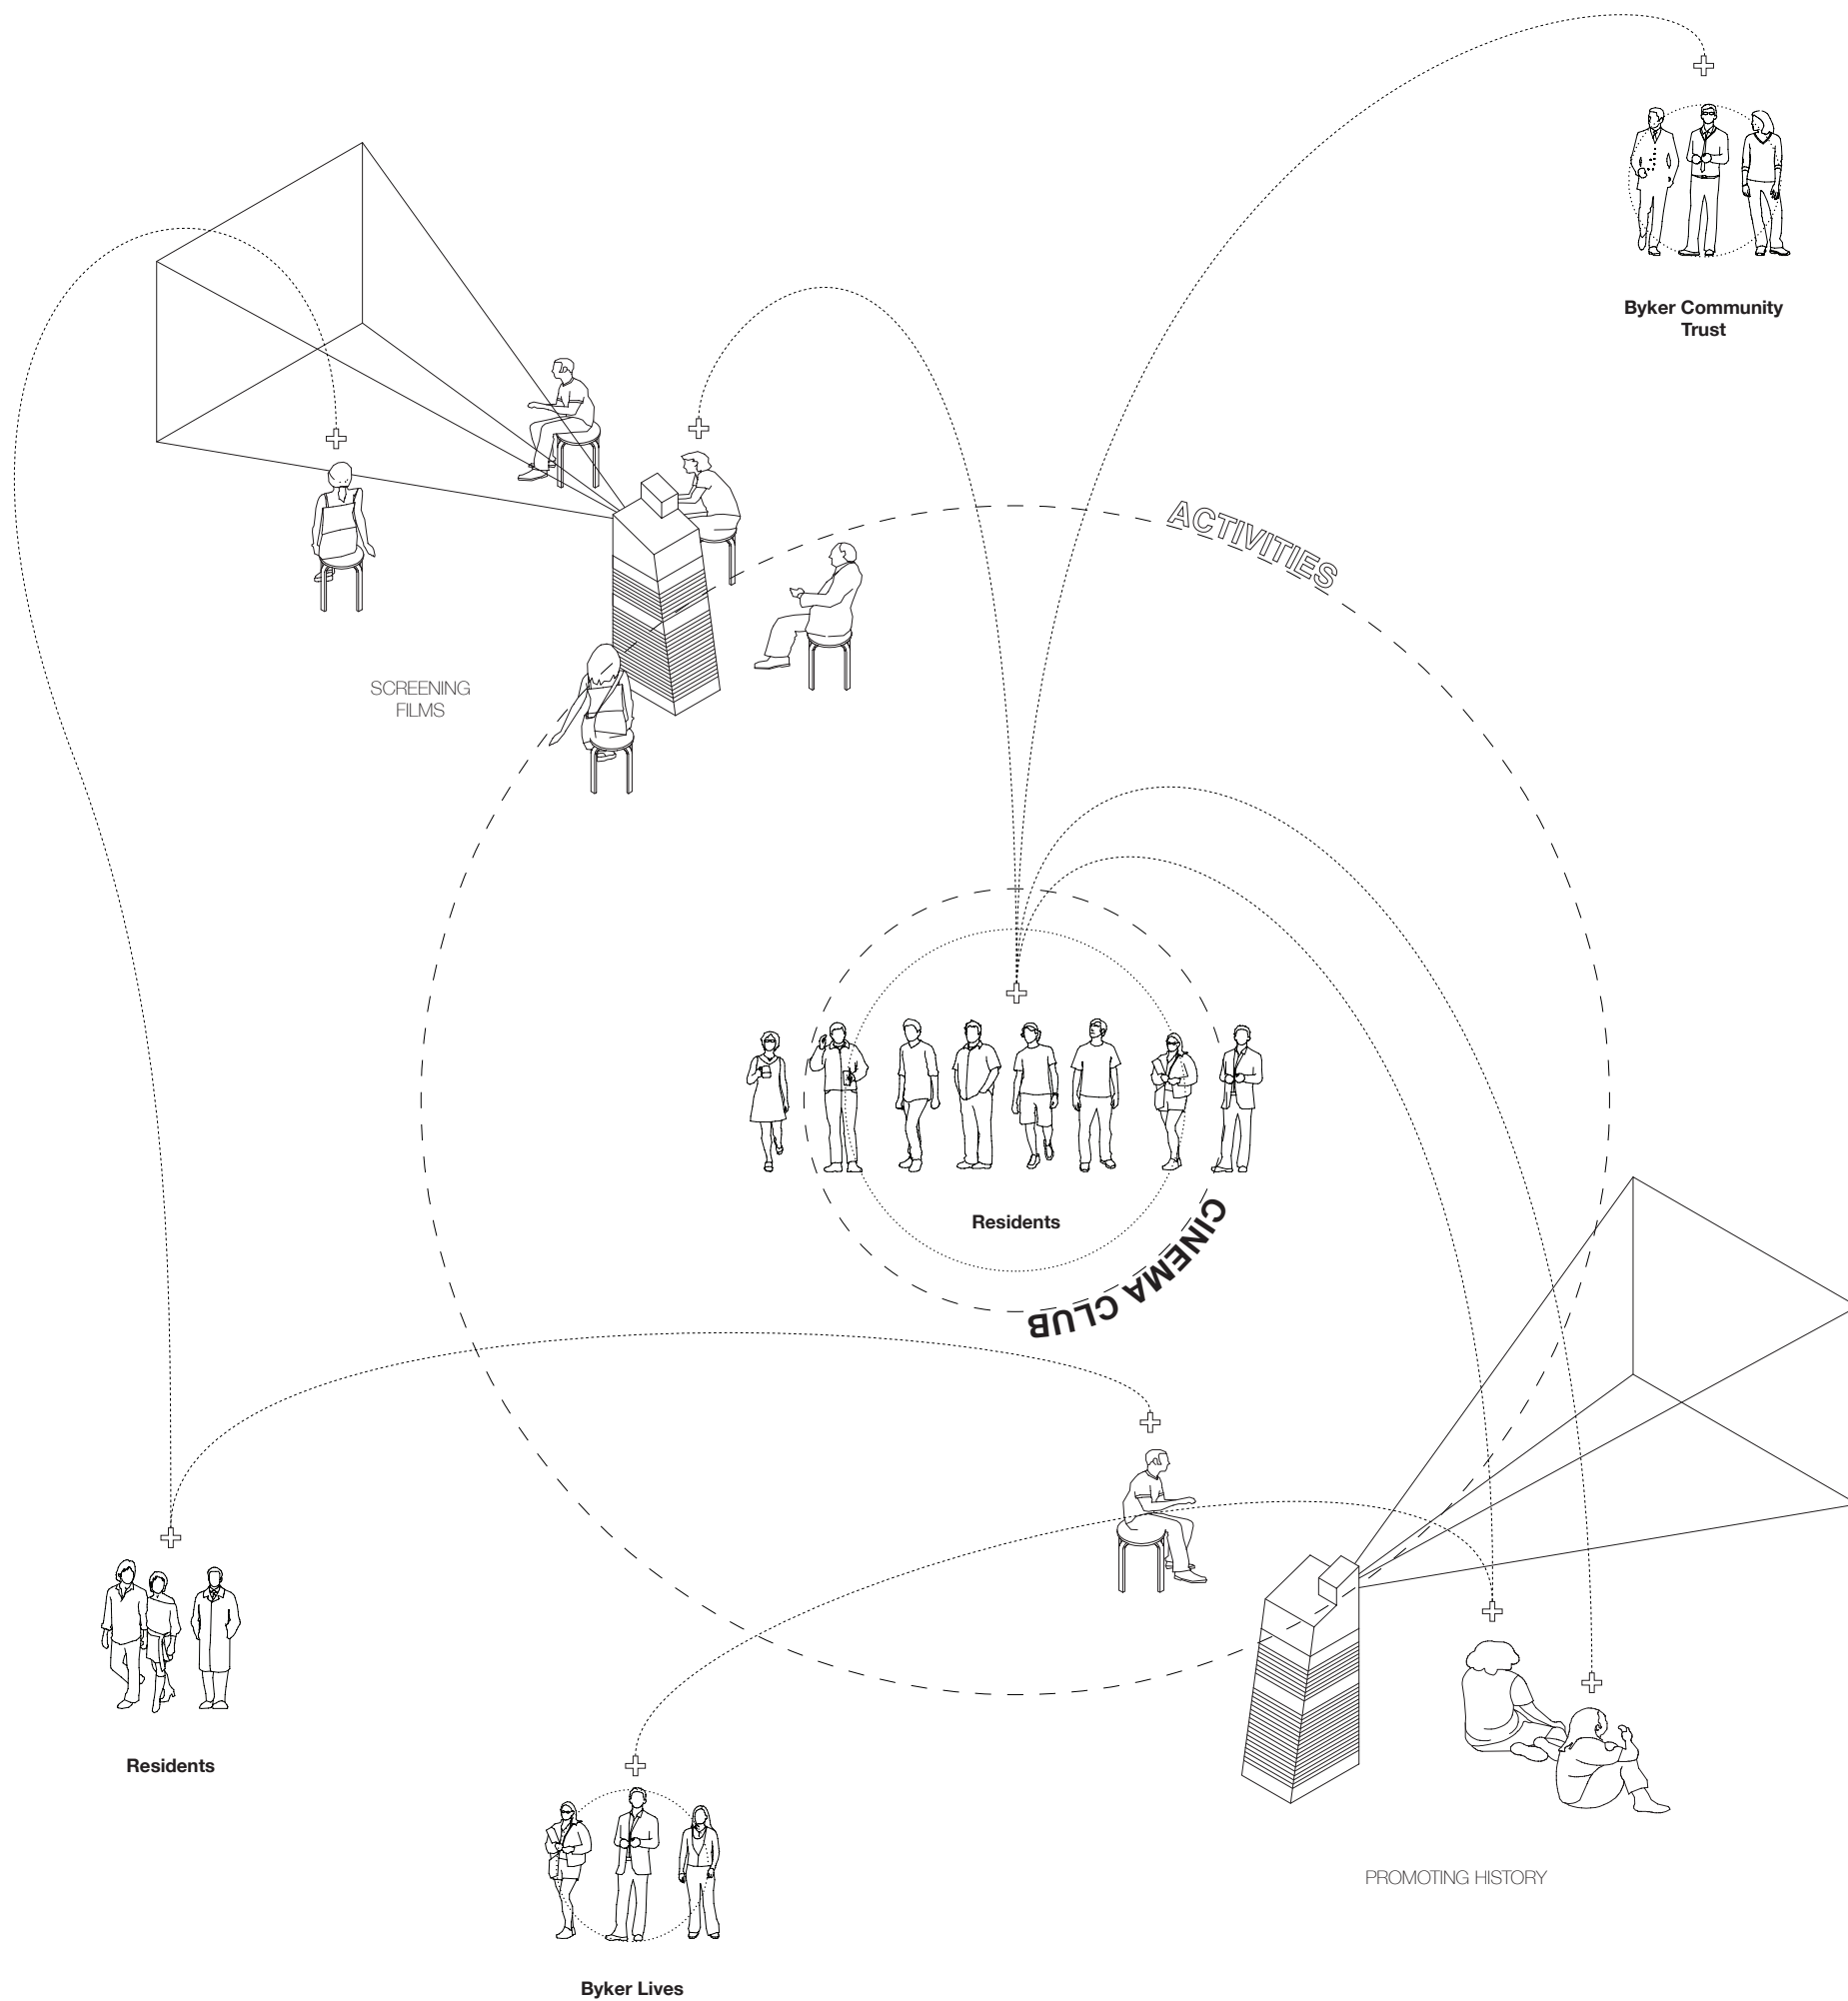 Byker Community
Trust
ACTIVITIES
SCREENING
FILMS
Residents
CINEMA CLUB
Residents
PROMOTING HISTORY
Byker Lives